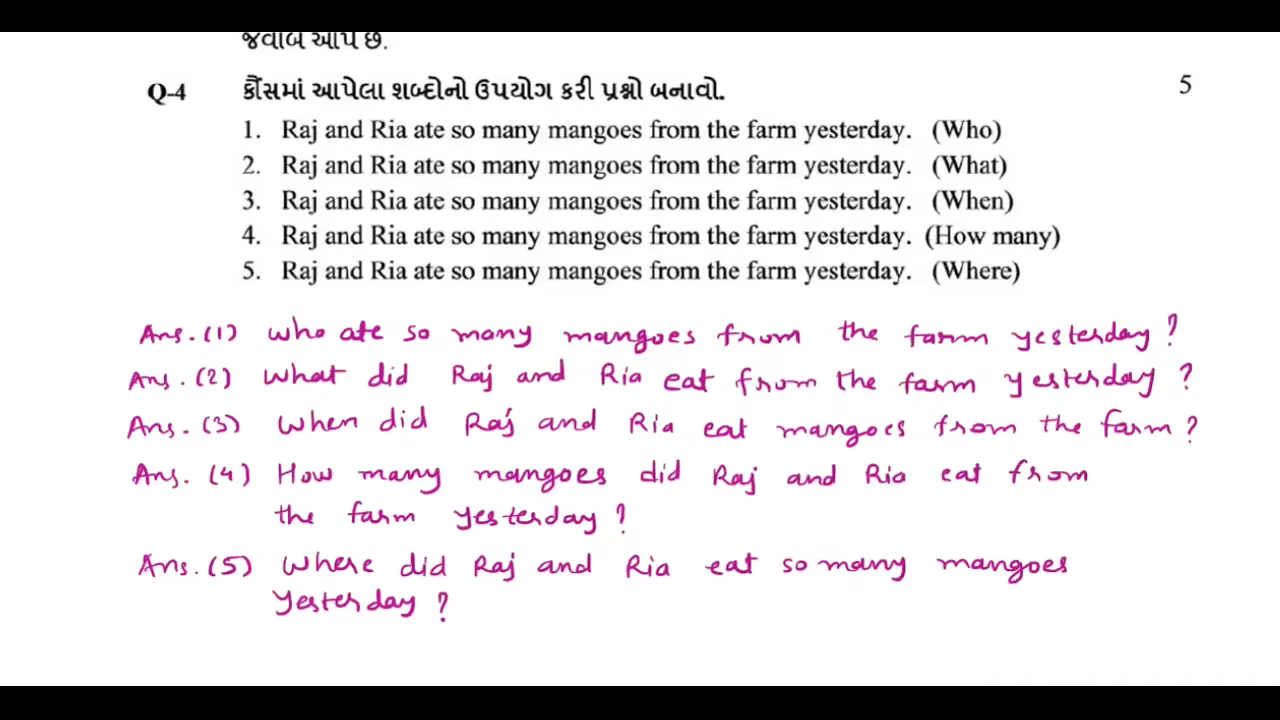 જવાબ આપે છે.
Q-4 કૌંસમાં આપેલા શબ્દોનો ઉપયોગ કરી પ્રશ્નો બનાવો. 5
1. Raj and Ria ate so many mangoes from the farm yesterday. (Who)
2. Raj and Ria ate so many mangoes from the farm yesterday. (What)
3. Raj and Ria ate so many mangoes from the farm yesterday. (When)
4. Raj and Ria ate so many mangoes from the farm yesterday. (How many)
5. Raj and Ria ate so many mangoes from the farm yesterday. (Where)
Ans. (1) Who ate so many mangoes from the farm yesterday?
Ans. (2) What did Raj and Ria eat from the farm yesterday?
Ans. (3) When did Raj and Ria eat mangoes from the farm?
Ans. (4) How many mangoes did Raj and Ria eat from
the farm yesterday?
Ans. (5) Where did Raj and Ria eat so many mangoes
yesterday?